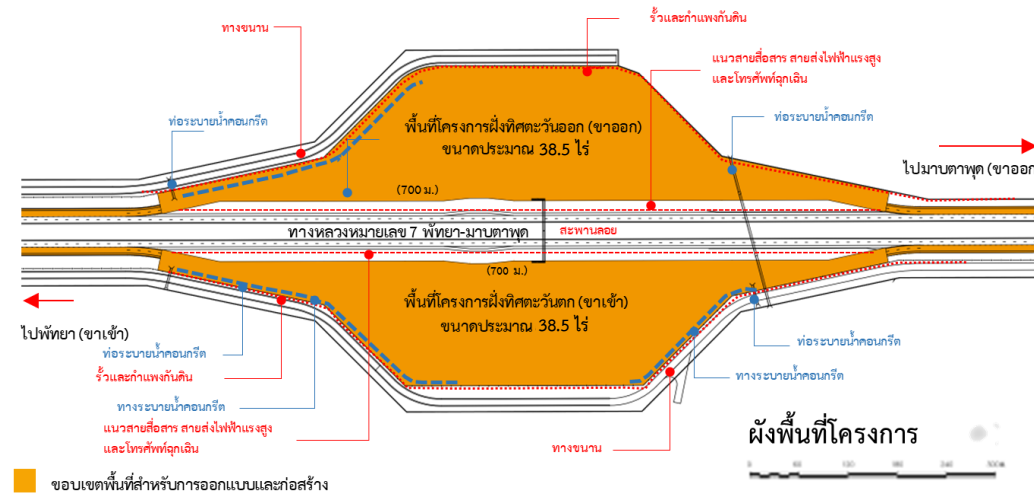 รั้วและกำแพงกันดิน
ทางขนาน
แนวสายสื่อสาร สายส่งไฟฟ้าแรงสูง
และโทรศัพท์ฉุกเฉิน
ท่อระบายน้ำคอนกรีต
ท่อระบายน้ำคอนกรีต
พื้นที่โครงการฝั่งทิศตะวันออก (ขาออก)
ขนาดประมาณ 38.5 ไร่
ไปมาบตาพุด (ขาออก
(700 ม.)
ทางหลวงหมายเลข 7 พัทยา-มาบตาพุด
สะพานลอย
(700 ม.)
พื้นที่โครงการฝั่งทิศตะวันตก (ขาเข้า)
ขนาดประมาณ 38.5 ไร่
ไปพัทยา (ขาเข้า)
ท่อระบายน้ำคอนกรีต
ท่อระบายน้ำคอนกรีต
รั้วและกำแพงกันดิน
ทางระบายน้ำคอนกรีต
ทางระบายน้ำคอนกรีต
แนวสายสื่อสาร สายส่งไฟฟ้าแรงสูง
และโทรศัพท์ฉุกเฉิน
ทางขนาน
ผังพื้นที่โครงการ
ขอบเขตพื้นที่สำหรับการออกแบบและก่อสร้าง